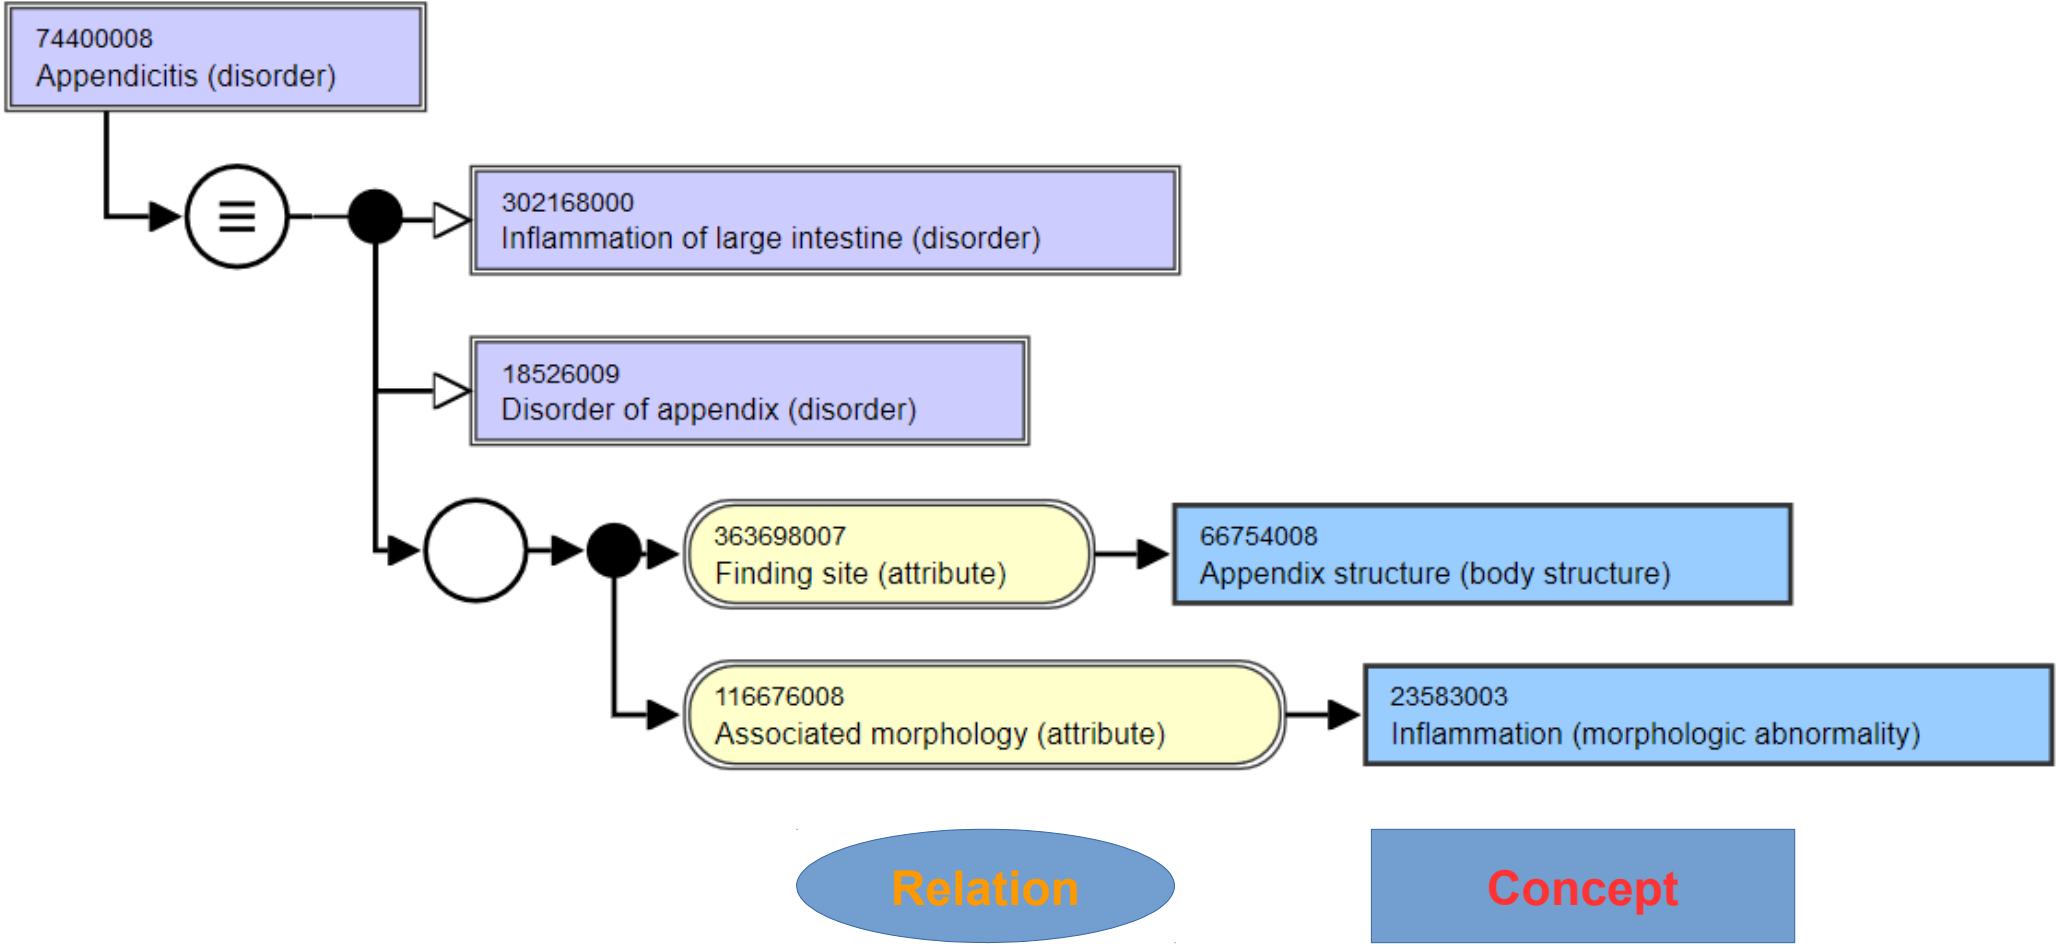 74400008
Appendicitis (disorder)
302168000
Inflammation of large intestine (disorder)
18526009
Disorder of appendix (disorder)
363698007
Finding site (attribute)
66754008
Appendix structure (body structure)
116676008
Associated morphology (attribute)
23583003
Inflammation (morphologic abnormality)
Relation
Concept